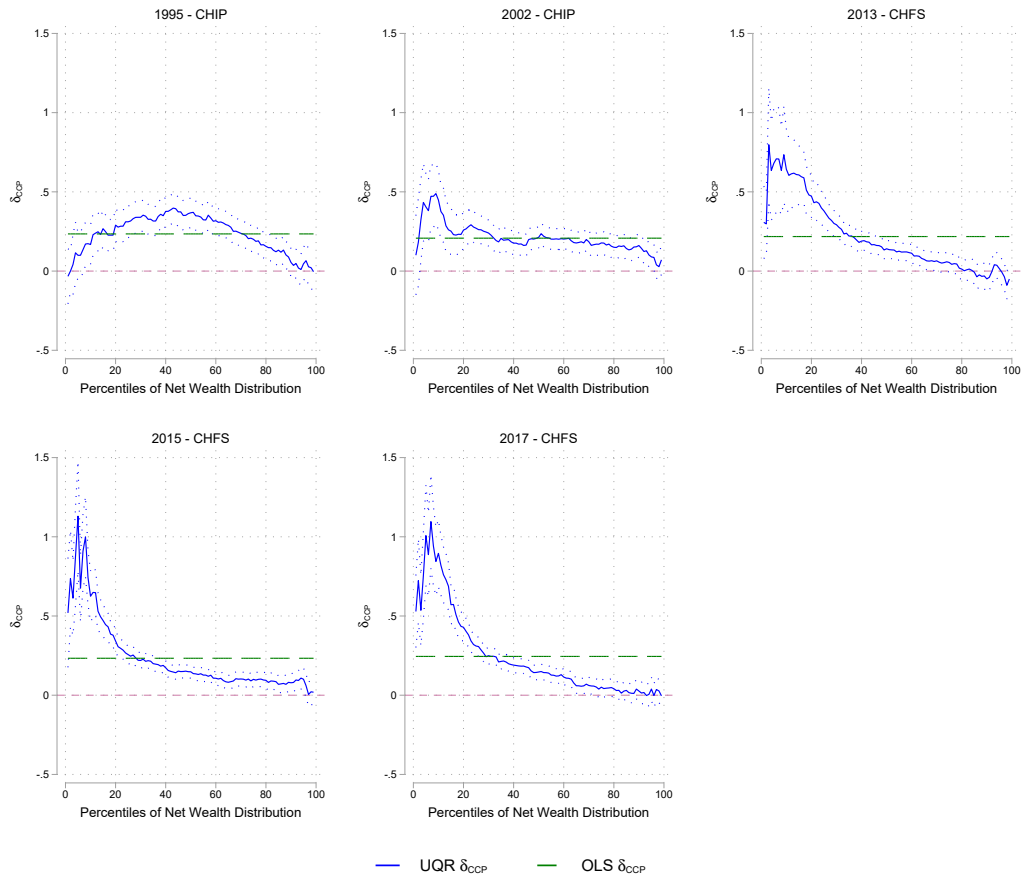 1995 - CHIP
1.5
1
.5
0
-.5
δCCP
0 20 40 60 80 100
Percentiles of Net Wealth Distribution
2002 - CHIP
1.5
1
.5
0
-.5
δCCP
0 20 40 60 80 100
Percentiles of Net Wealth Distribution
2013 - CHFS
1.5
1
.5
0
-.5
δCCP
0 20 40 60 80 100
Percentiles of Net Wealth Distribution
2015 - CHFS
1.5
1
.5
0
-.5
δCCP
0 20 40 60 80 100
Percentiles of Net Wealth Distribution
2017 - CHFS
1.5
1
.5
0
-.5
δCCP
0 20 40 60 80 100
Percentiles of Net Wealth Distribution
UQR δCCP OLS δCCP